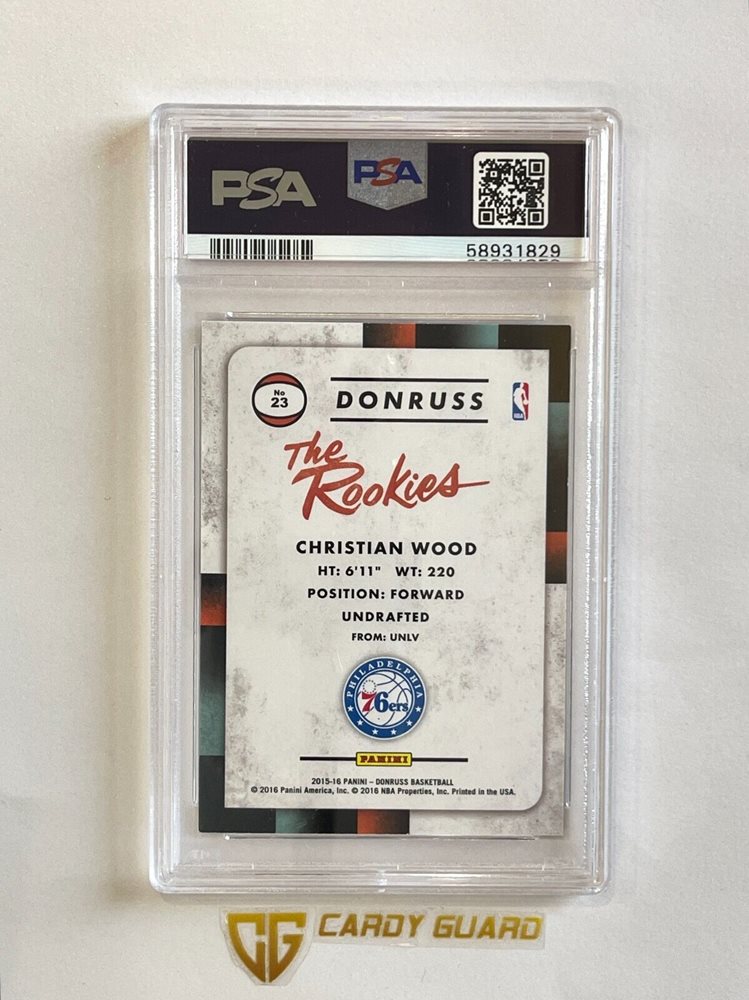 PSA PSA
58931829
No
23
DONRUSS
NBA
The
Rookies
CHRISTIAN WOOD
HT: 6'11" WT: 220
POSITION: FORWARD
UNDRAFTED
FROM: UNLV
PHILADELPHIA
76ers
PANINI
2015-16 PANINI – DONRUSS BASKETBALL
© 2016 Panini America, Inc. © 2016 NBA Properties, Inc. Printed in the USA.
CG CARDY GUARD